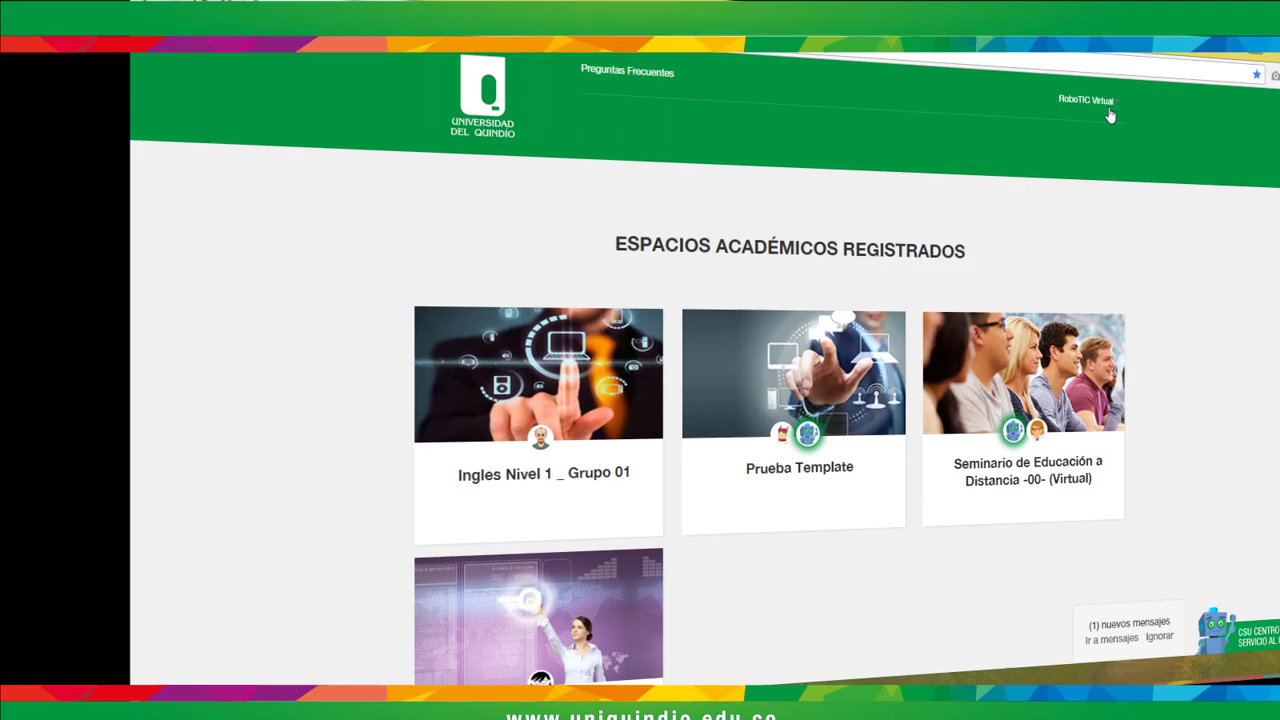 Preguntas Frecuentes
RoboTIC Virtual
UNIVERSIDAD
DEL QUINDÍO
ESPACIOS ACADÉMICOS REGISTRADOS
Ingles Nivel 1 _ Grupo 01
Prueba Template
Seminario de Educación a
Distancia -00- (Virtual)
(1) nuevos mensajes
Ir a mensajes Ignorar
CSU CENTRO
SERVICIO AL
www.uniquindio.edu.co